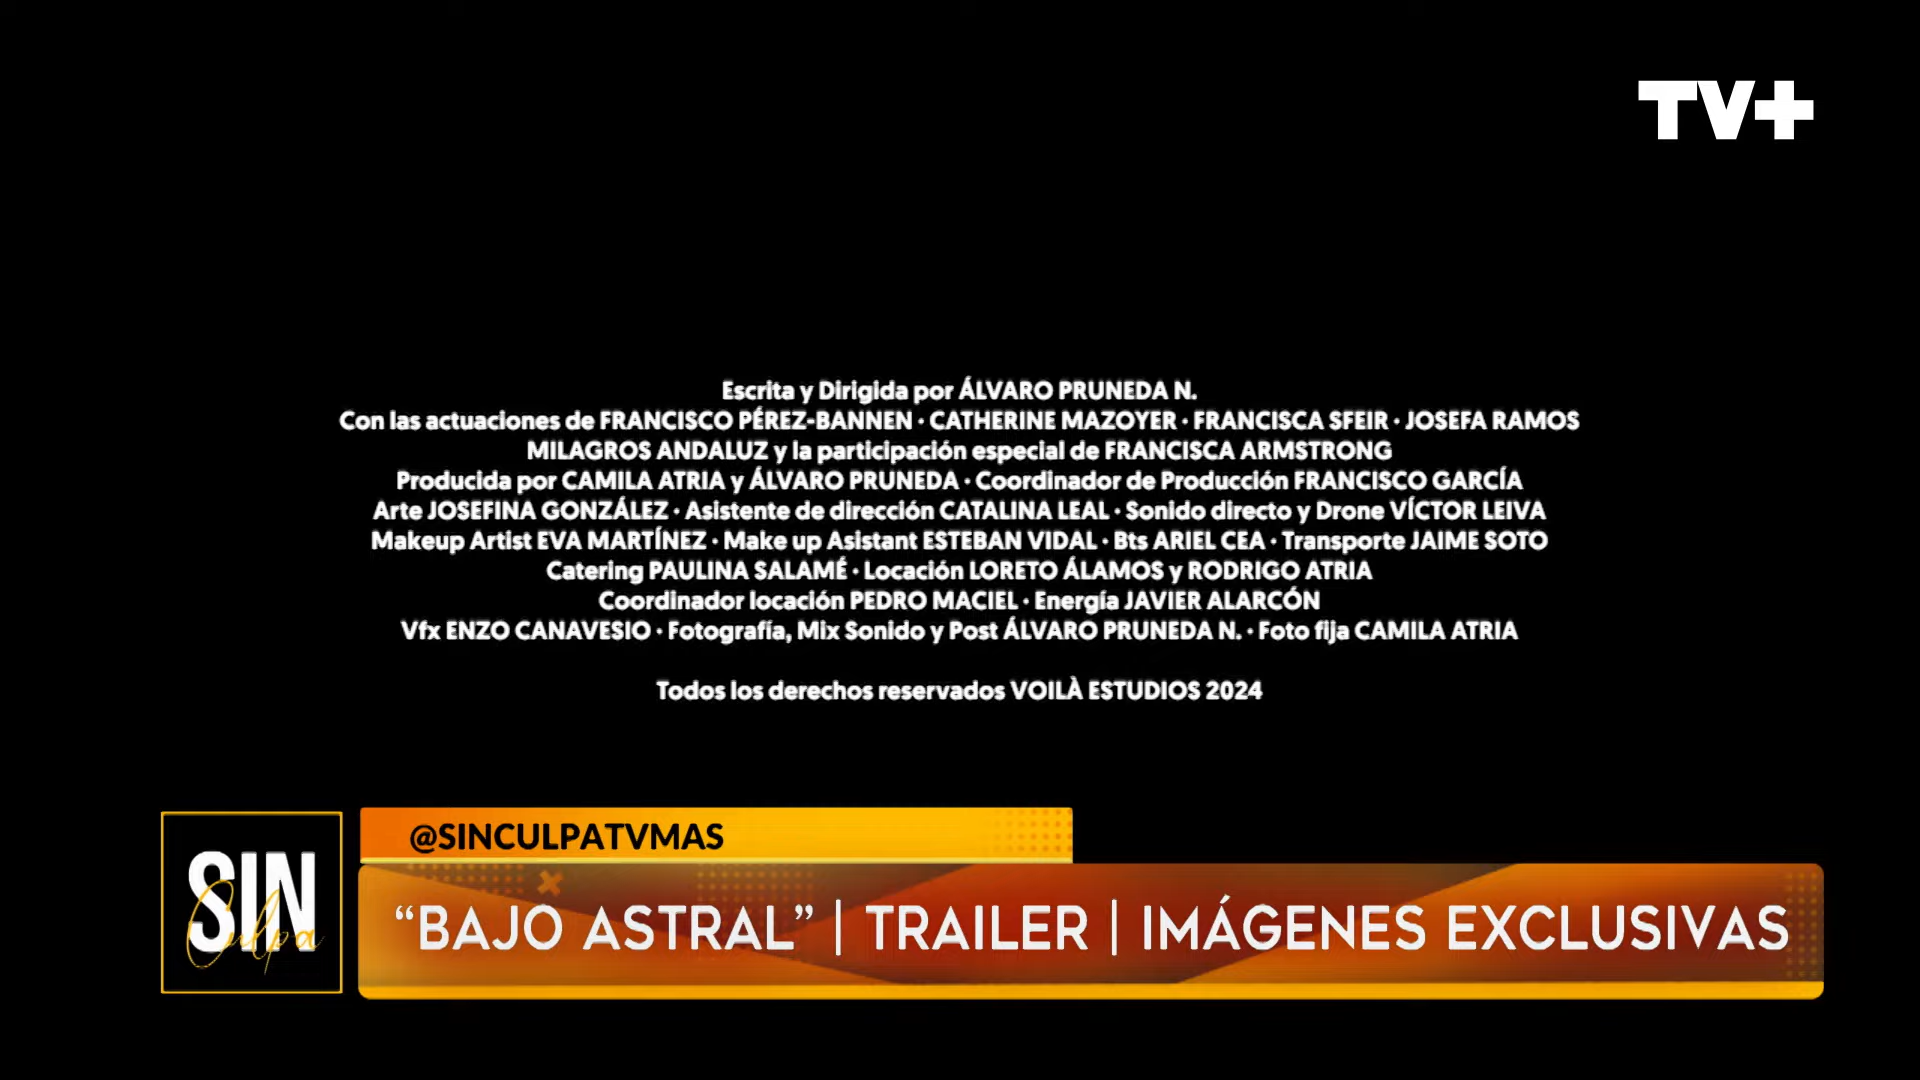 TV+
Escrita y Dirigida por ÁLVARO PRUNEDA N.
Con las actuaciones de FRANCISCO PÉREZ-BANNEN · CATHERINE MAZOYER · FRANCISCA SFEIR · JOSEFA RAMOS
MILAGROS ANDALUZ y la participación especial de FRANCISCA ARMSTRONG
Producida por CAMILA ATRIA y ÁLVARO PRUNEDA · Coordinador de Producción FRANCISCO GARCÍA
Arte JOSEFINA GONZÁLEZ · Asistente de dirección CATALINA LEAL · Sonido directo y Drone VÍCTOR LEIVA
Makeup Artist EVA MARTÍNEZ · Make up Asistant ESTEBAN VIDAL · Bts ARIEL CEA · Transporte JAIME SOTO
Catering PAULINA SALAMÉ · Locación LORETO ÁLAMOS y RODRIGO ATRIA
Coordinador locación PEDRO MACIEL · Energía JAVIER ALARCÓN
Vfx ENZO CANAVESIO · Fotografía, Mix Sonido y Post ÁLVARO PRUNEDA N. · Foto fija CAMILA ATRIA
Todos los derechos reservados VOILÀ ESTUDIOS 2024
@SINCULPATVMAS
SIN
Culpa
“BAJO ASTRAL” | TRAILER | IMÁGENES EXCLUSIVAS